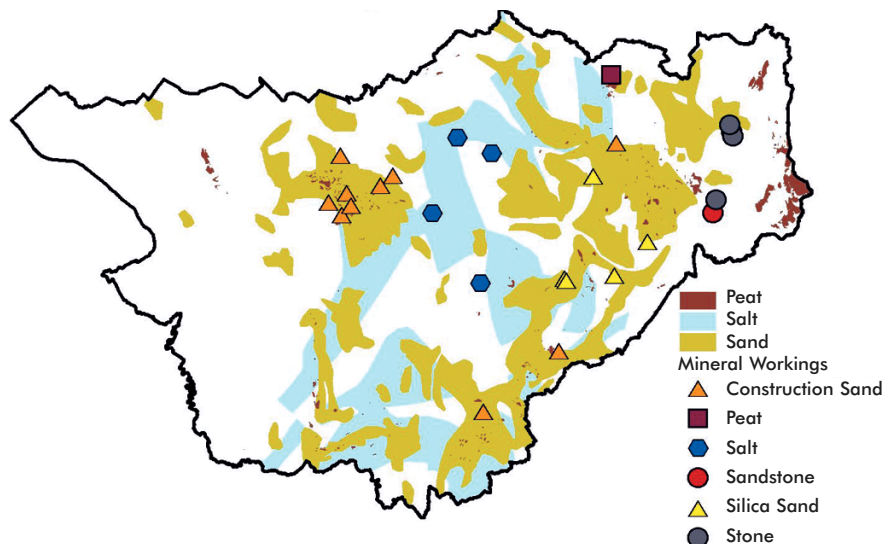 Peat
Salt
Sand
Mineral Workings
Construction Sand
Peat
Salt
Sandstone
Silica Sand
Stone